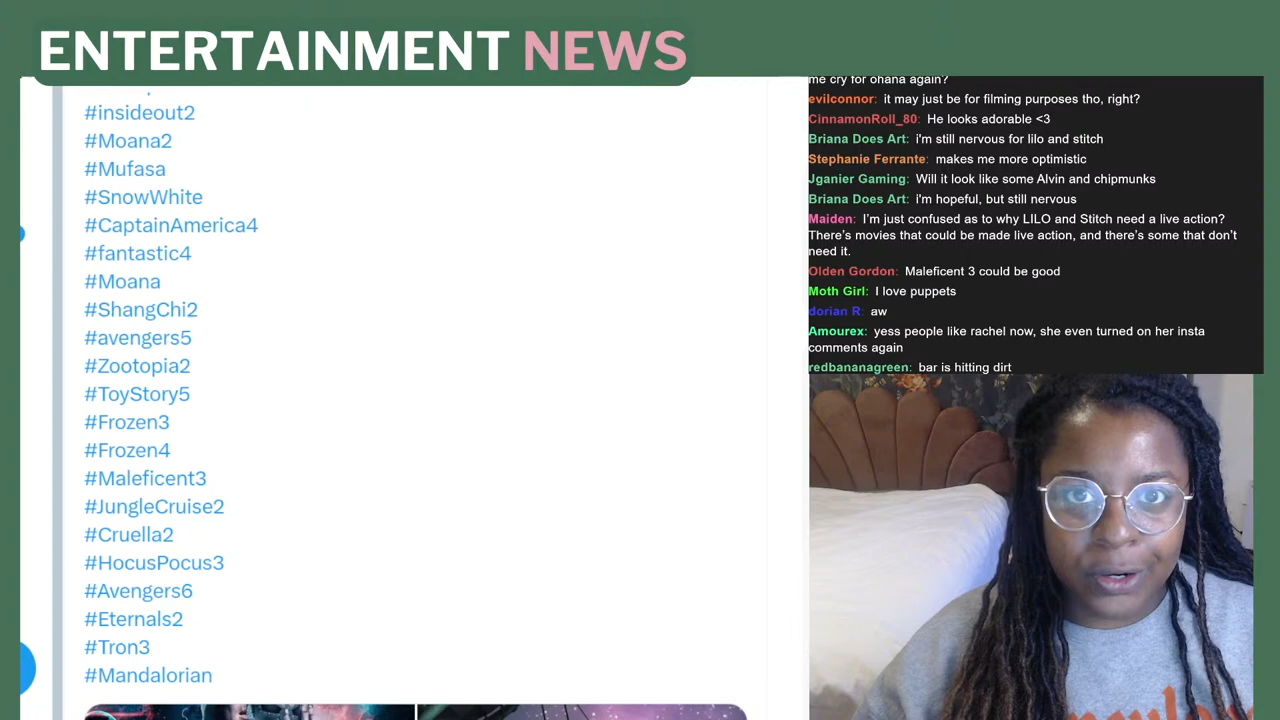 ENTERTAINMENT NEWS
#insideout2
#Moana2
#Mufasa
#SnowWhite
#CaptainAmerica4
#fantastic4
#Moana
#ShangChi2
#avengers5
#Zootopia2
#ToyStory5
#Frozen3
#Frozen4
#Maleficent3
#JungleCruise2
#Cruella2
#HocusPocus3
#Avengers6
#Eternals2
#Tron3
#Mandalorian
me cry for ohana again?
evilconnor: it may just be for filming purposes tho, right?
CinnamonRoll_80: He looks adorable <3
Briana Does Art: i'm still nervous for lilo and stitch
Stephanie Ferrante: makes me more optimistic
Jganier Gaming: Will it look like some Alvin and chipmunks
Briana Does Art: i'm hopeful, but still nervous
Maiden: I'm just confused as to why LILO and Stitch need a live action?
There's movies that could be made live action, and there's some that don't
need it.
Olden Gordon: Maleficent 3 could be good
Moth Girl: I love puppets
dorian R: aw
Amourex: yess people like rachel now, she even turned on her insta
comments again
redbananagreen: bar is hitting dirt